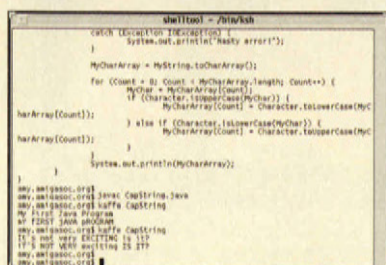 shelltool - /bin/ksh
catch (IOException IOException) {
System.out.println("Nasty error!");
}
MyCharArray = MyString.toCharArray();
for (Count = 0; Count < MyCharArray.length; Count++) {
MyChar = MyCharArray[Count];
if (Character.isUpperCase(MyChar)) {
MyCharArray[Count] = Character.toLowerCase(MyC
harArray[Count]);
} else if (Character.isLowerCase(MyChar)) {
MyCharArray[Count] = Character.toUpperCase(MyC
harArray[Count]);
}
}
System.out.println(MyCharArray);
}
}
amy.amigasoc.org$
amy.amigasoc.org$ javac CapString.java
amy.amigasoc.org$ kaffe CapString
My First Java Program
mY fIRST jAVA pROGRAM
amy.amigasoc.org$ kaffe CapString
It's not very EXCITING is it?
iT'S NOT VERY exciting IS IT?
amy.amigasoc.org$
amy.amigasoc.org$